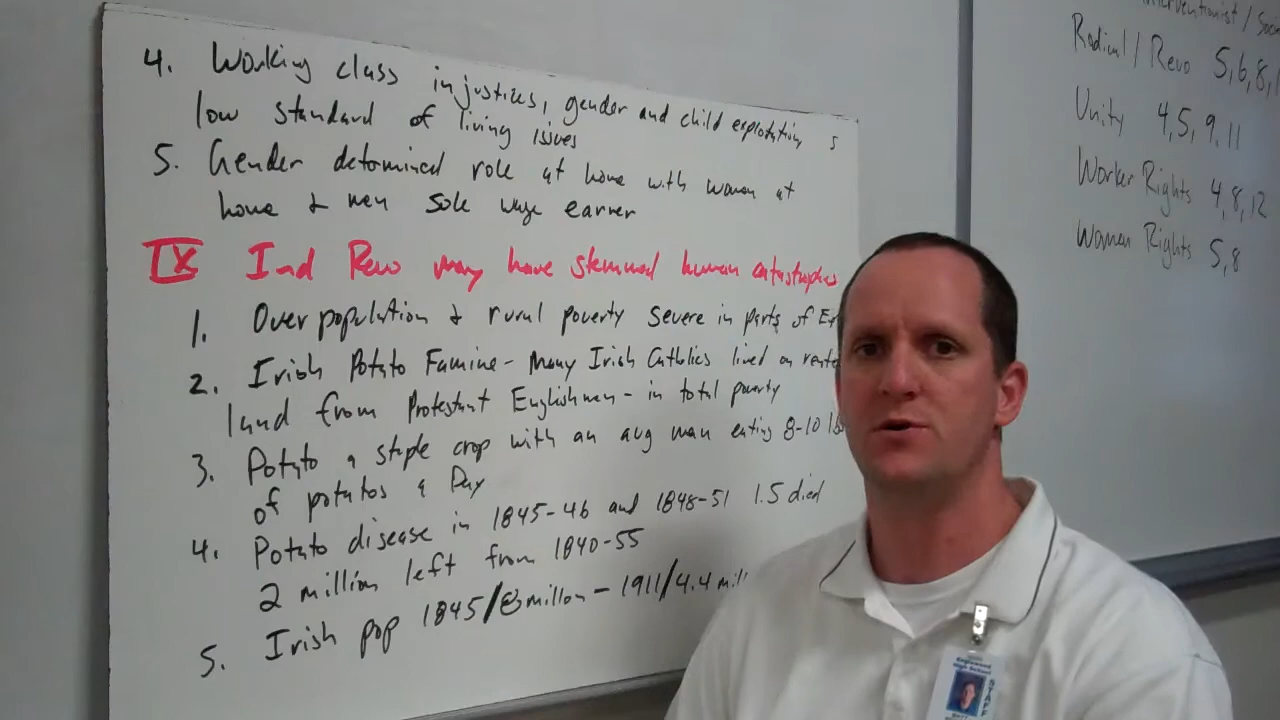 4. Working class injustices, gender and child exploitation, 5
low standard of living issues
5. Gender determined role at home with women at
home & men sole wage earner
IX Ind Revo may have stemmed human catastrophes
1. Overpopulation & rural poverty severe in parts of
2. Irish Potato Famine - Many Irish Catholics lived on
land from Protestant Englishmen - in total poverty
3. Potato a staple crop with an avg man eating 8-10
of potatos a Day
4. Potato disease in 1845-46 and 1848-51 1.5 died
2 million left from 1840-55
5. Irish pop 1845/8 millon - 1911/4.4 mill
Interventionist /
Radical / Revo 5,6,8,
Unity 4,5,9,11
Worker Rights 4,8,12
Women Rights 5,8
High School
STAFF